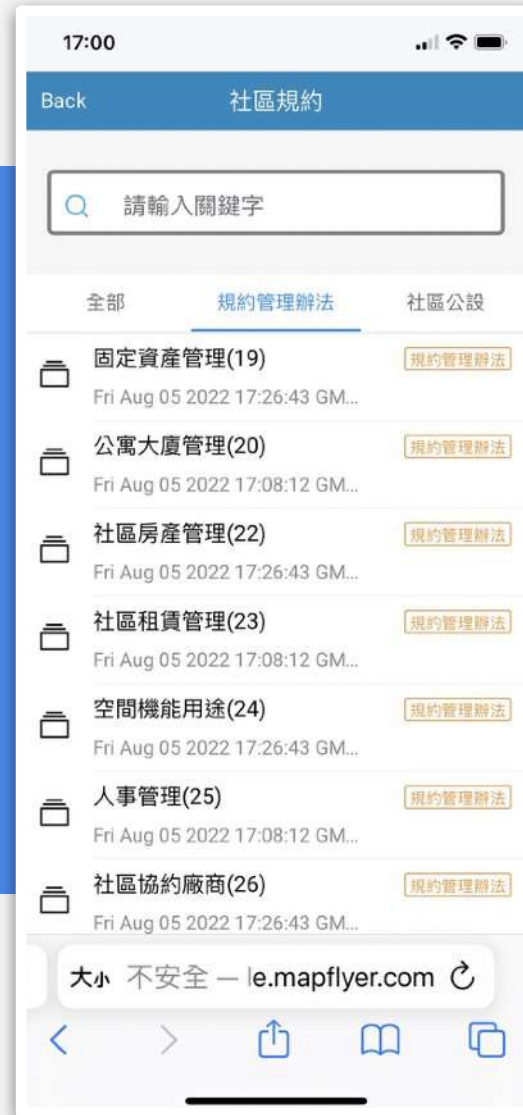 17:00
Back 社區規約
請輸入關鍵字
全部 規約管理辦法 社區公設
固定資產管理(19) 規約管理辦法
Fri Aug 05 2022 17:26:43 GM...
公寓大廈管理(20) 規約管理辦法
Fri Aug 05 2022 17:08:12 GM...
社區房產管理(22) 規約管理辦法
Fri Aug 05 2022 17:26:43 GM...
社區租賃管理(23) 規約管理辦法
Fri Aug 05 2022 17:08:12 GM...
空間機能用途(24) 規約管理辦法
Fri Aug 05 2022 17:26:43 GM...
人事管理(25) 規約管理辦法
Fri Aug 05 2022 17:08:12 GM...
社區協約廠商(26) 規約管理辦法
Fri Aug 05 2022 17:26:43 GM...
大小 不安全 — le.mapflyer.com